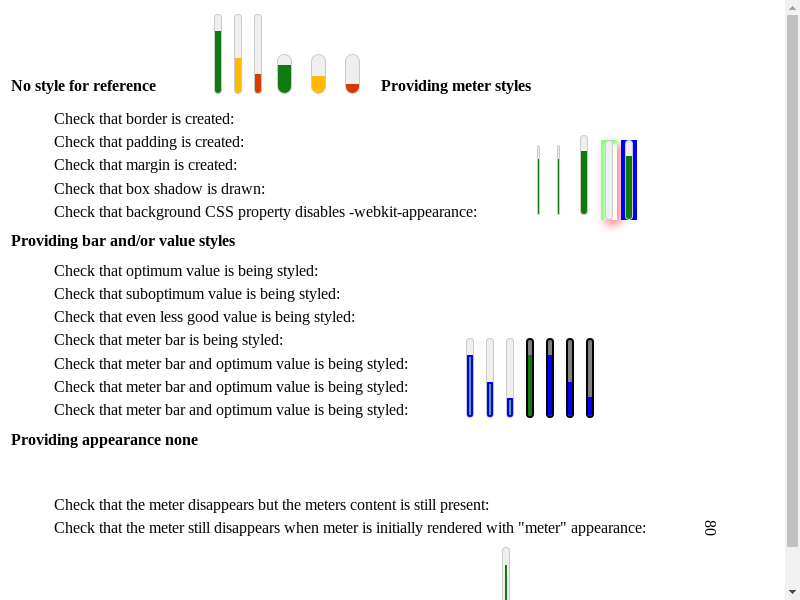 No style for reference
Providing meter styles
Check that border is created:
Check that padding is created:
Check that margin is created:
Check that box shadow is drawn:
Check that background CSS property disables -webkit-appearance:
Providing bar and/or value styles
Check that optimum value is being styled:
Check that suboptimum value is being styled:
Check that even less good value is being styled:
Check that meter bar is being styled:
Check that meter bar and optimum value is being styled:
Check that meter bar and optimum value is being styled:
Check that meter bar and optimum value is being styled:
Providing appearance none
Check that the meter disappears but the meters content is still present:
Check that the meter still disappears when meter is initially rendered with "meter" appearance:
80